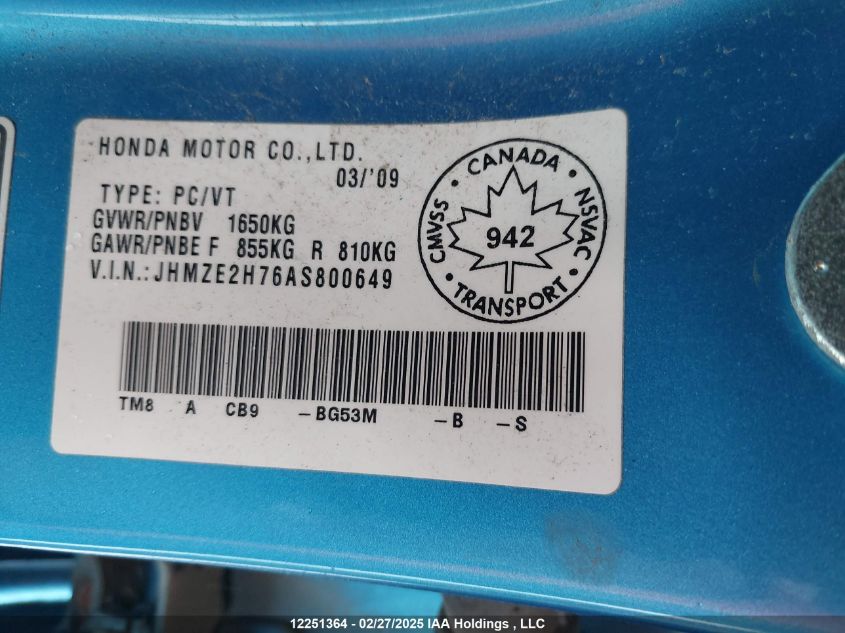 HONDA MOTOR CO.,LTD.
03/'09
TYPE: PC/VT
GVWR/PNBV 1650KG
GAWR/PNBE F 855KG R 810KG
V.I.N.: JHMZE2H76AS800649
CANADA
CMVSS
942
NSVAC
TRANSPORT
TM8 A CB9 -BG53M -B -S
12251364 - 02/27/2025 IAA Holdings , LLC